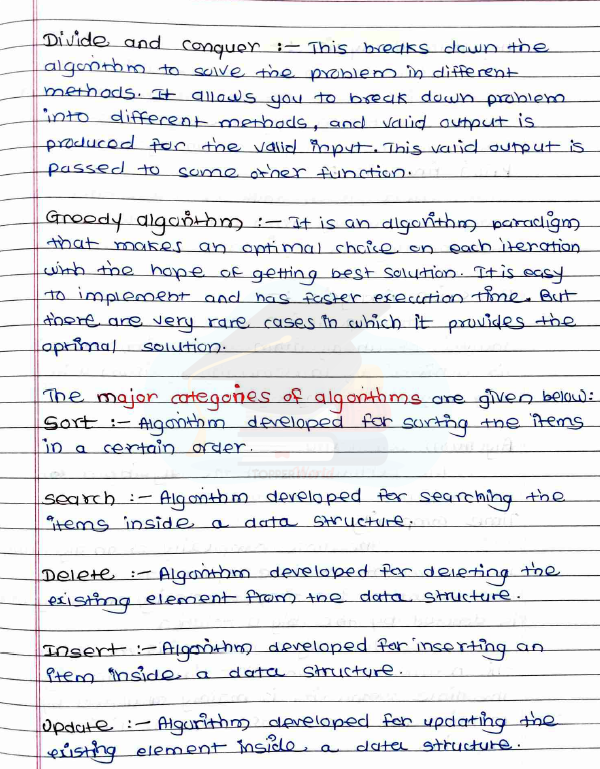 Divide and conquer :- This breaks down the
algorithm to solve the problem in different
methods. It allows you to break down problem
into different methods, and valid output is
produced for the valid input. This valid output is
passed to some other function.
Greedy algorithm :- It is an algorithm paradigm
that makes an optimal choice on each iteration
with the hope of getting best solution. It is easy
to implement and has faster execution time. But
there are very rare cases in which it provides the
optimal solution.
The major categories of algorithms are given below:
Sort :- Algorithm developed for sorting the items
in a certain order.
Search :- Algorithm developed for searching the
items inside a data structure.
Delete :- Algorithm developed for deleting the
existing element from the data structure.
Insert :- Algorithm developed for inserting an
item inside a data structure.
Update :- Algorithm developed for updating the
existing element inside a data structure.